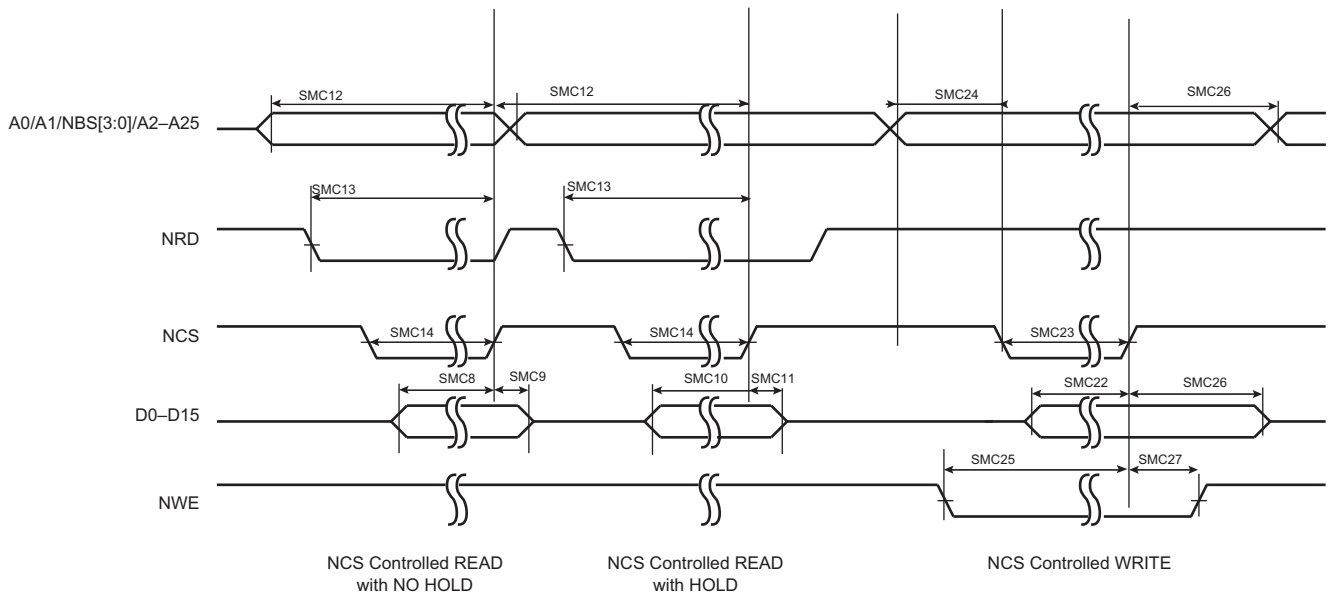 SMC12
SMC12
SMC24
SMC26
A0/A1/NBS[3:0]/A2–A25
SMC13
SMC13
NRD
SMC14
SMC14
SMC23
NCS
SMC8
SMC9
SMC10
SMC11
SMC22
SMC26
D0–D15
SMC25
SMC27
NWE
NCS Controlled READ
with NO HOLD
NCS Controlled READ
with HOLD
NCS Controlled WRITE